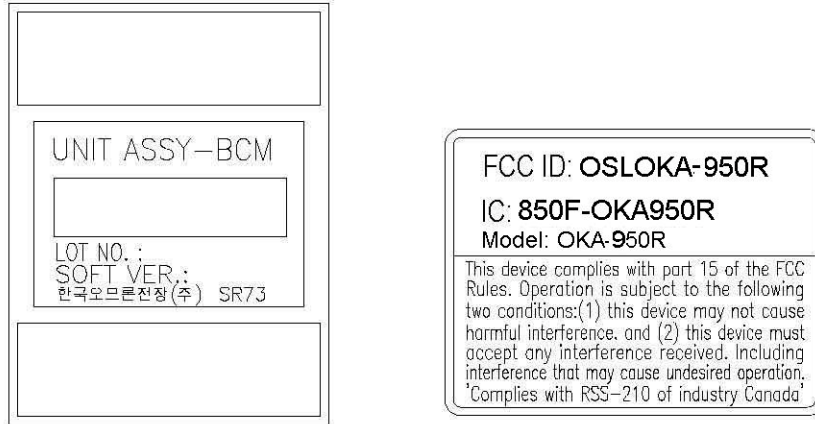 UNIT ASSY-BCM
LOT NO. :
SOFT VER.:
한국오므론전장(주) SR73
FCC ID: OSLOKA-950R
IC: 850F-OKA950R
Model: OKA-950R
This device complies with part 15 of the FCC
Rules. Operation is subject to the following
two conditions:(1) this device may not cause
harmful interference. and (2) this device must
accept any interference received. Including
interference that may cause undesired operation.
'Complies with RSS-210 of industry Canada'